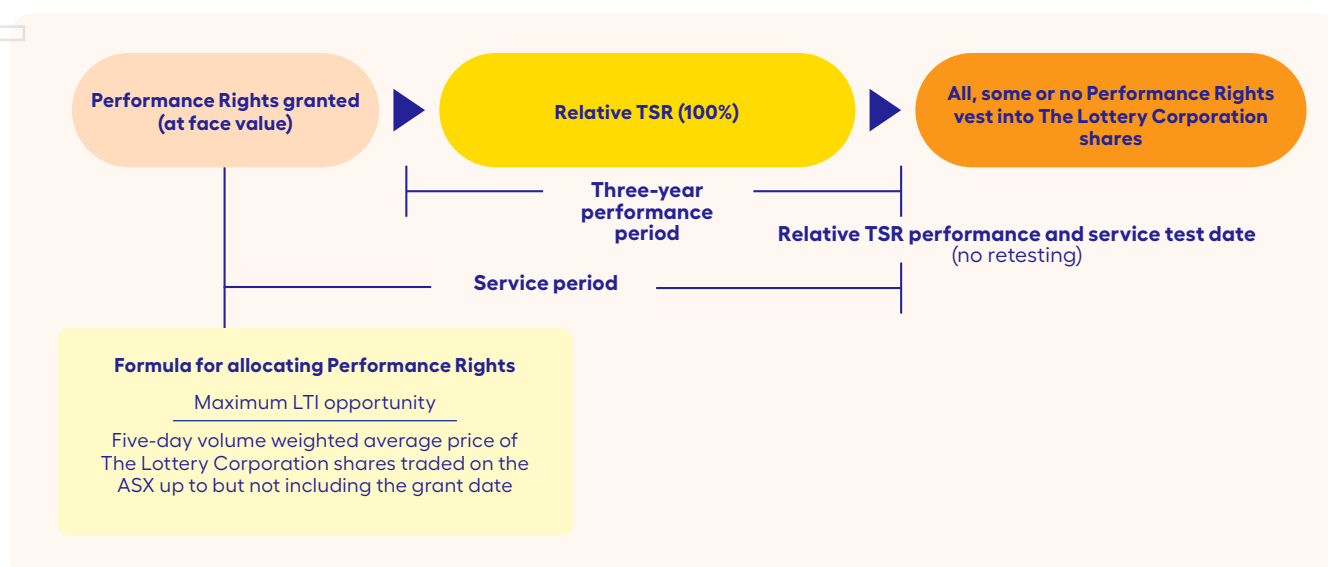 Performance Rights granted
(at face value)
Relative TSR (100%)
All, some or no Performance Rights
vest into The Lottery Corporation
shares
Three-year
performance
period
Relative TSR performance and service test date
(no retesting)
Service period
Formula for allocating Performance Rights
Maximum LTI opportunity
Five-day volume weighted average price of
The Lottery Corporation shares traded on the
ASX up to but not including the grant date